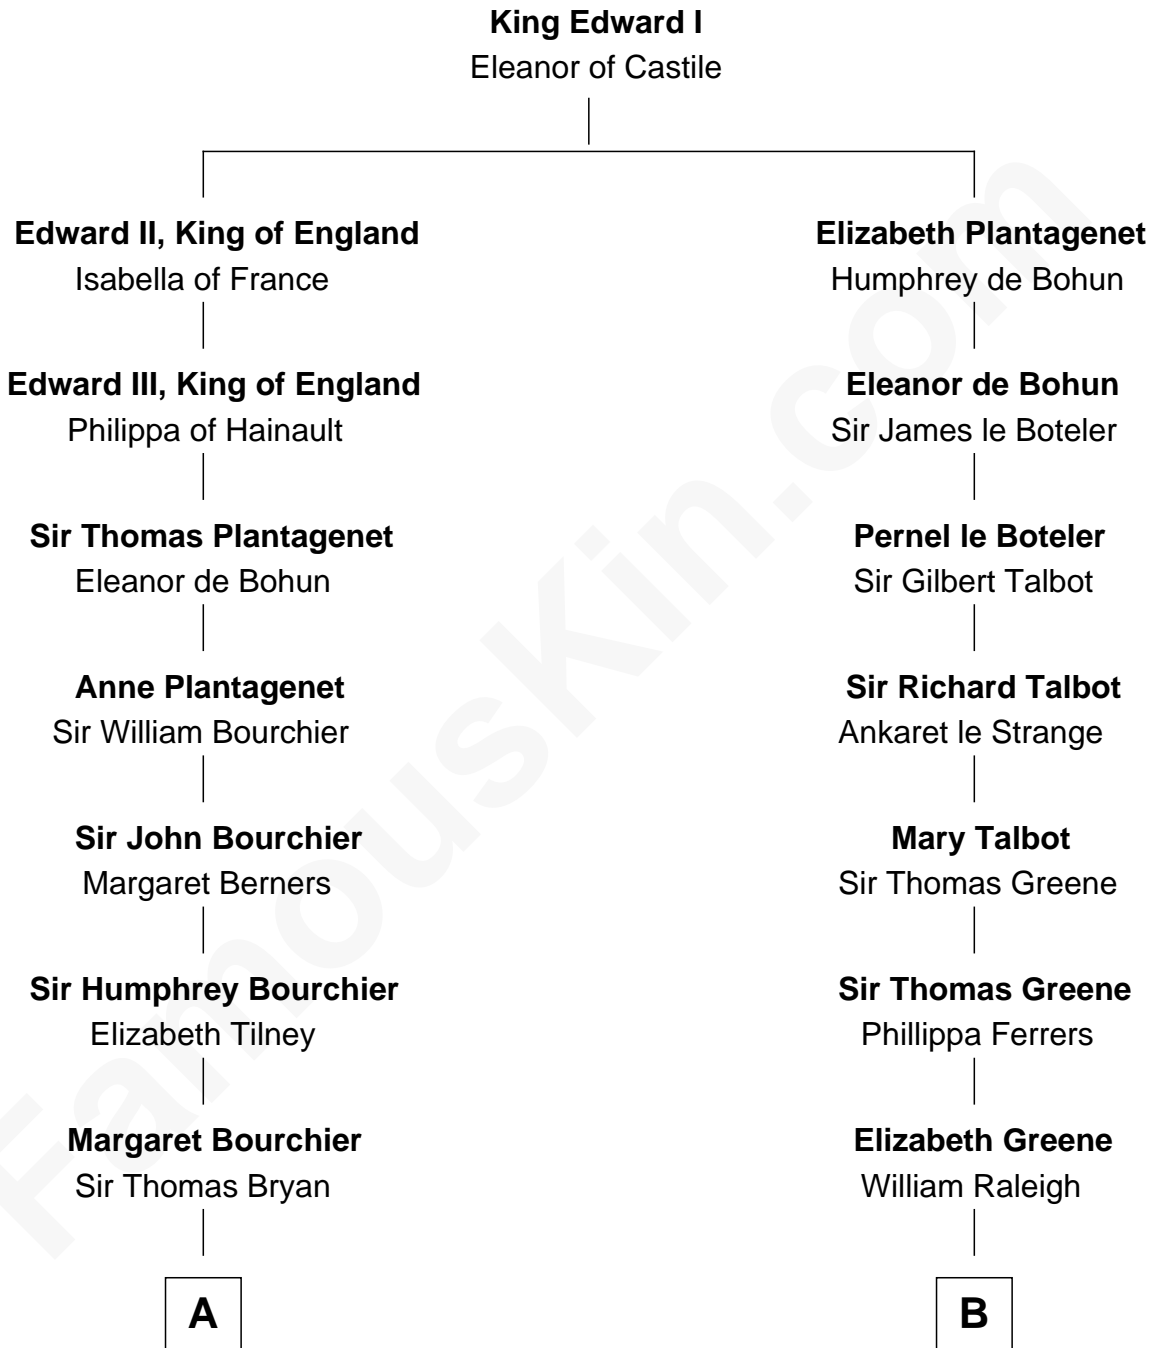 King Edward I
Eleanor of Castile
Edward II, King of England
Isabella of France
Elizabeth Plantagenet
Humphrey de Bohun
Edward III, King of England
Philippa of Hainault
Eleanor de Bohun
Sir James le Boteler
Sir Thomas Plantagenet
Eleanor de Bohun
Pernel le Boteler
Sir Gilbert Talbot
Anne Plantagenet
Sir William Bourchier
Sir Richard Talbot
Ankaret le Strange
Sir John Bourchier
Margaret Berners
Mary Talbot
Sir Thomas Greene
Sir Humphrey Bourchier
Elizabeth Tilney
Sir Thomas Greene
Phillippa Ferrers
Margaret Bourchier
Sir Thomas Bryan
Elizabeth Greene
William Raleigh
A
B
FamousKin.com